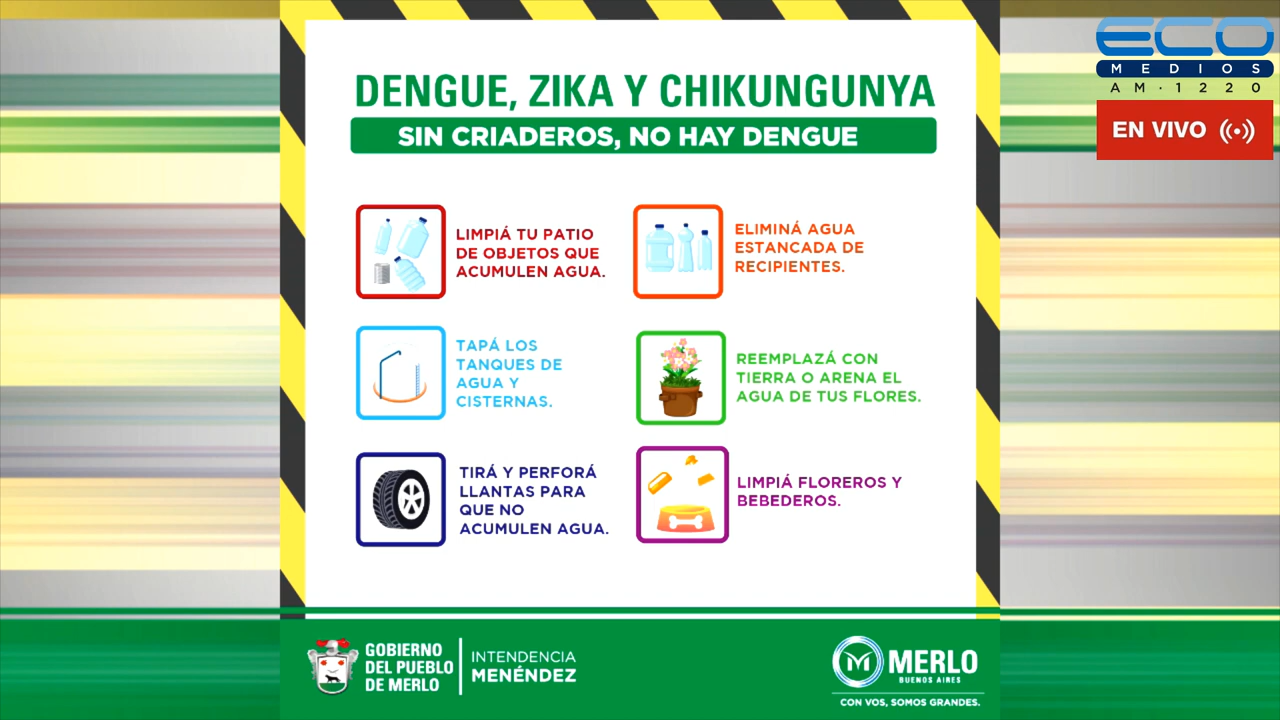 ECO
MEDIOS
AM·1220
EN VIVO
DENGUE, ZIKA Y CHIKUNGUNYA
SIN CRIADEROS, NO HAY DENGUE
LIMPIÁ TU PATIO
DE OBJETOS QUE
ACUMULEN AGUA.
ELIMINÁ AGUA
ESTANCADA DE
RECIPIENTES.
TAPÁ LOS
TANQUES DE
AGUA Y
CISTERNAS.
REEMPLAZÁ CON
TIERRA O ARENA EL
AGUA DE TUS FLORES.
TIRÁ Y PERFORÁ
LLANTAS PARA
QUE NO
ACUMULEN AGUA.
LIMPIÁ FLOREROS Y
BEBEDEROS.
GOBIERNO
DEL PUEBLO
DE MERLO
INTENDENCIA
MENÉNDEZ
MERLO
BUENOS AIRES
CON VOS, SOMOS GRANDES.